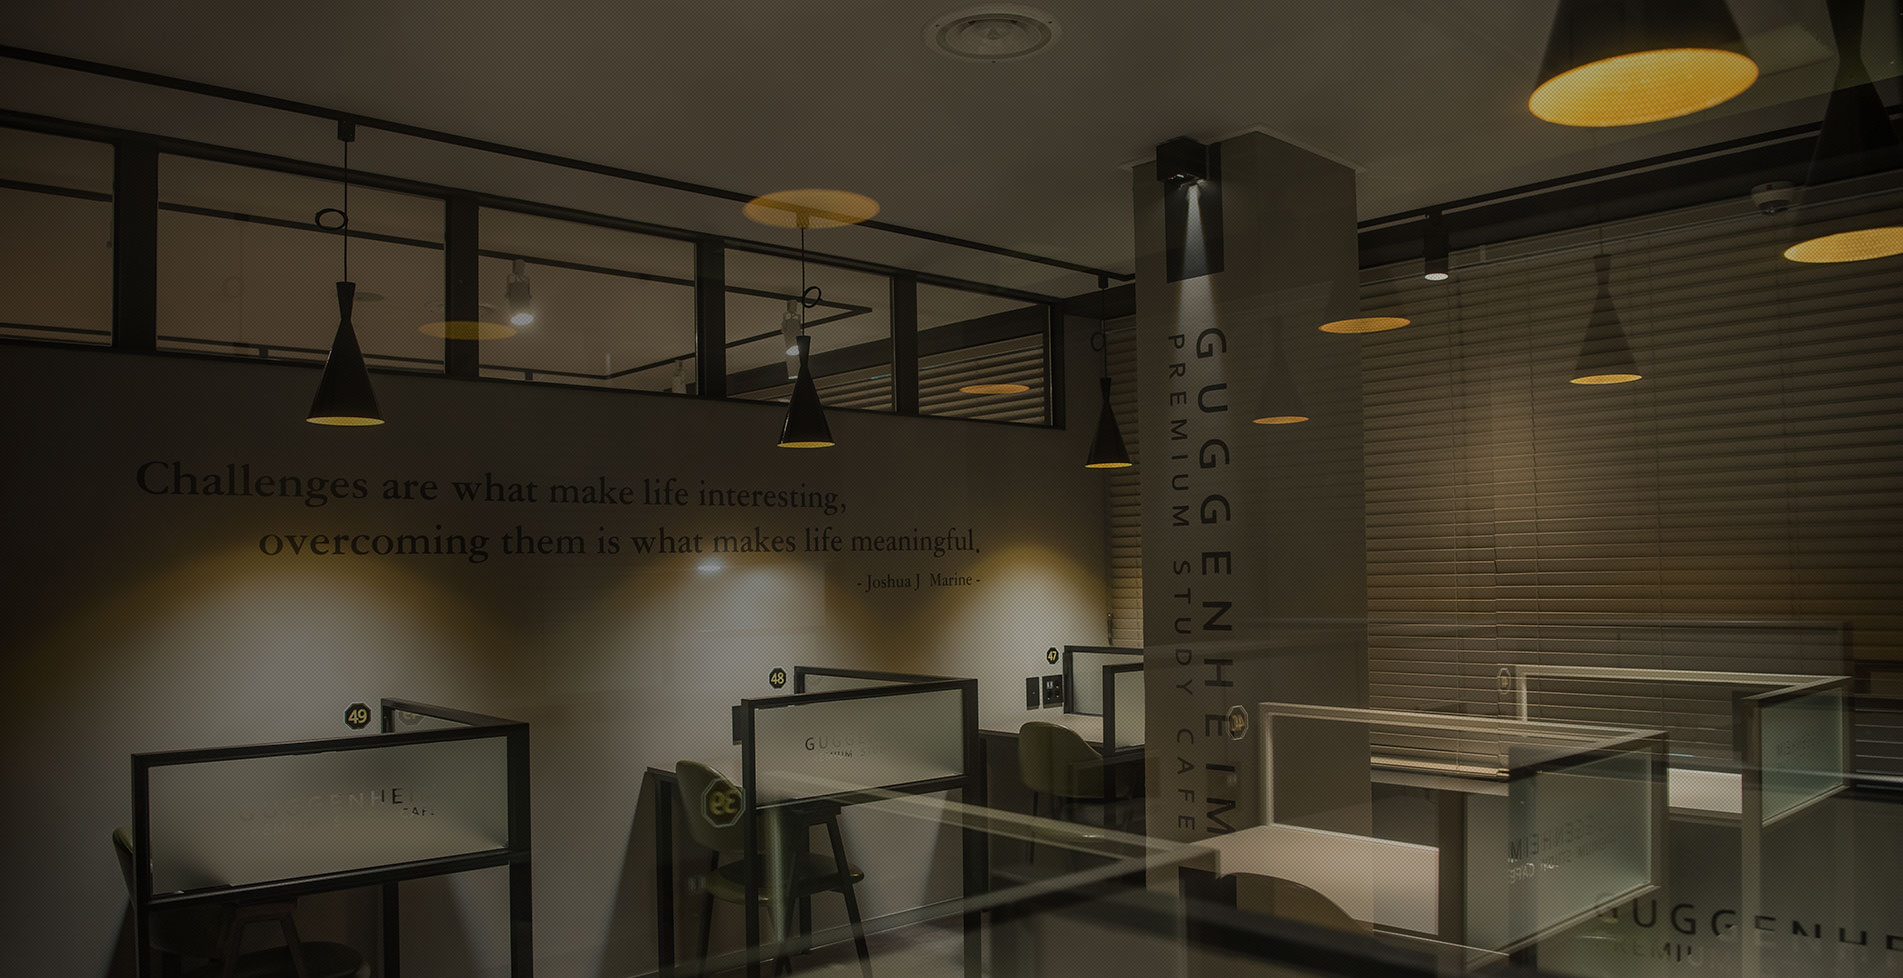 Challenges are what make life interesting,
overcoming them is what makes life meaningful.
- Joshua J Marine -
GUGGENHEIM
PREMIUM STUDY CAFE
47
48
49
GUGGENHEIM